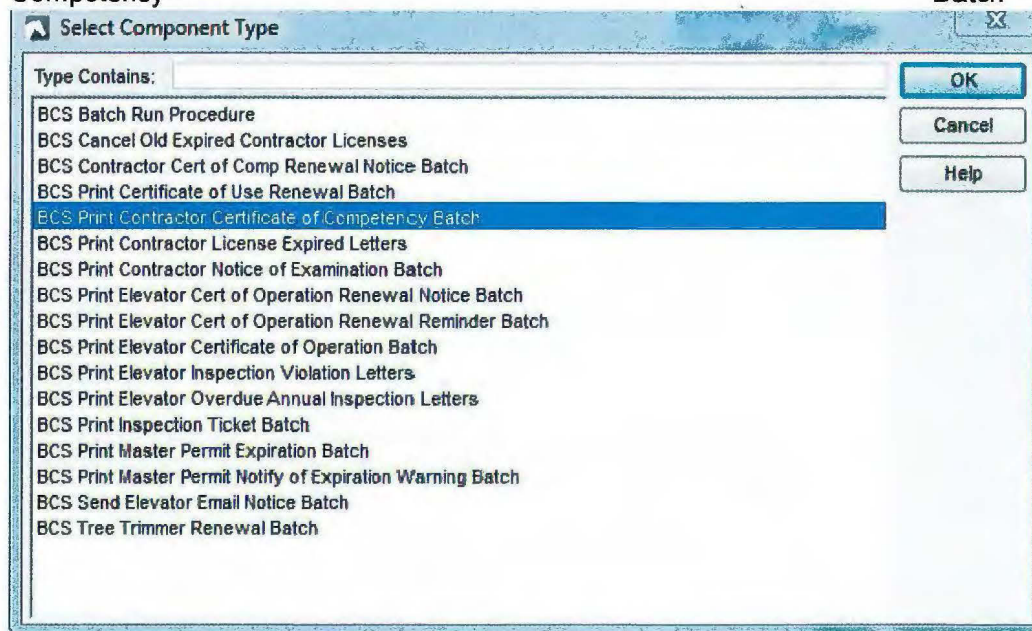 Competency Batch
Select Component Type
Type Contains:
OK
Cancel
Help
BCS Batch Run Procedure
BCS Cancel Old Expired Contractor Licenses
BCS Contractor Cert of Comp Renewal Notice Batch
BCS Print Certificate of Use Renewal Batch
BCS Print Contractor Certificate of Competency Batch
BCS Print Contractor License Expired Letters
BCS Print Contractor Notice of Examination Batch
BCS Print Elevator Cert of Operation Renewal Notice Batch
BCS Print Elevator Cert of Operation Renewal Reminder Batch
BCS Print Elevator Certificate of Operation Batch
BCS Print Elevator Inspection Violation Letters
BCS Print Elevator Overdue Annual Inspection Letters
BCS Print Inspection Ticket Batch
BCS Print Master Permit Expiration Batch
BCS Print Master Permit Notify of Expiration Warning Batch
BCS Send Elevator Email Notice Batch
BCS Tree Trimmer Renewal Batch